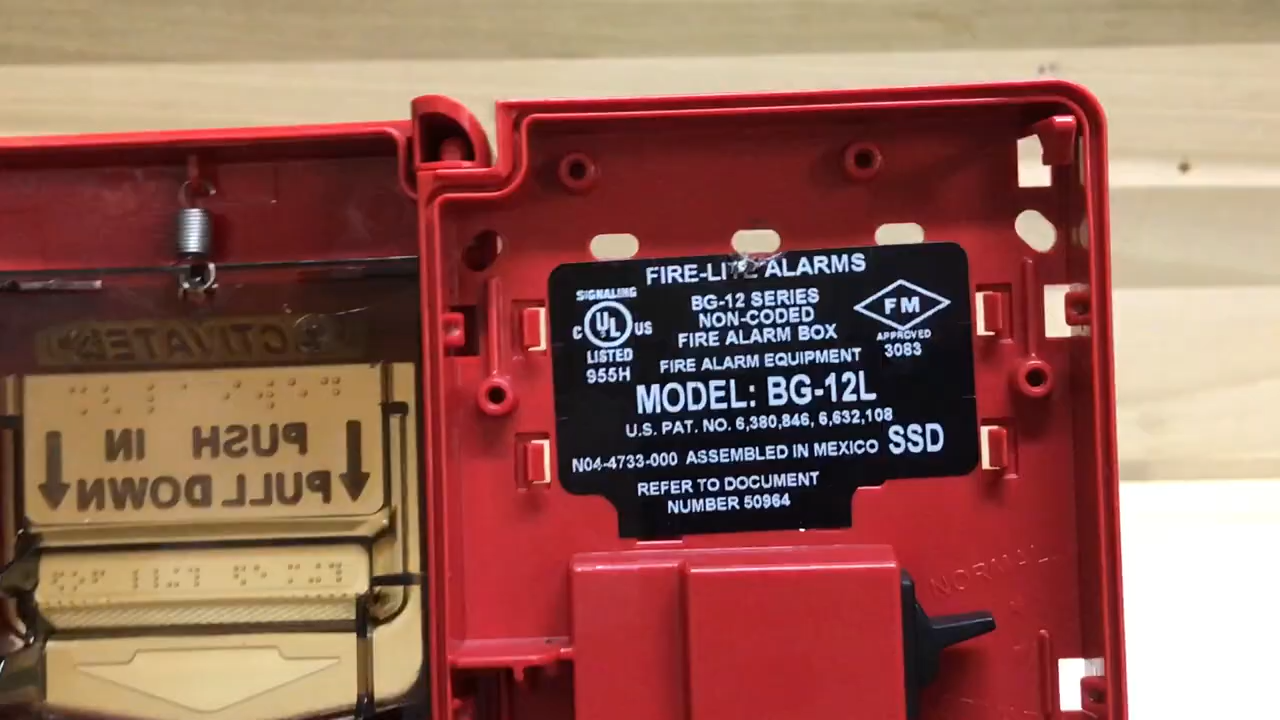 FIRE-LITE ALARMS
SIGNALING
C UL US
LISTED
955H
BG-12 SERIES
NON-CODED
FIRE ALARM BOX
FIRE ALARM EQUIPMENT
FM
APPROVED
3083
MODEL: BG-12L
U.S. PAT. NO. 6,380,846, 6,632,108
N04-4733-000 ASSEMBLED IN MEXICO SSD
REFER TO DOCUMENT
NUMBER 50964
NORMAL
ACTIVATED
PUSH IN
PULL DOWN